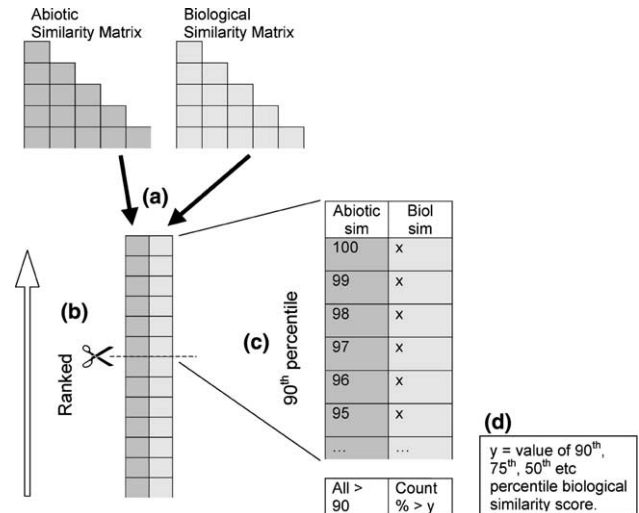 Abiotic
Similarity Matrix
Biological
Similarity Matrix
(a)
(b)
Ranked
(c)
90th percentile
Abiotic
sim
Biol
sim
100
x
99
x
98
x
97
x
96
x
95
x
...
...
All >
90
Count
% > y
(d)
y = value of 90th,
75th, 50th etc
percentile biological
similarity score.